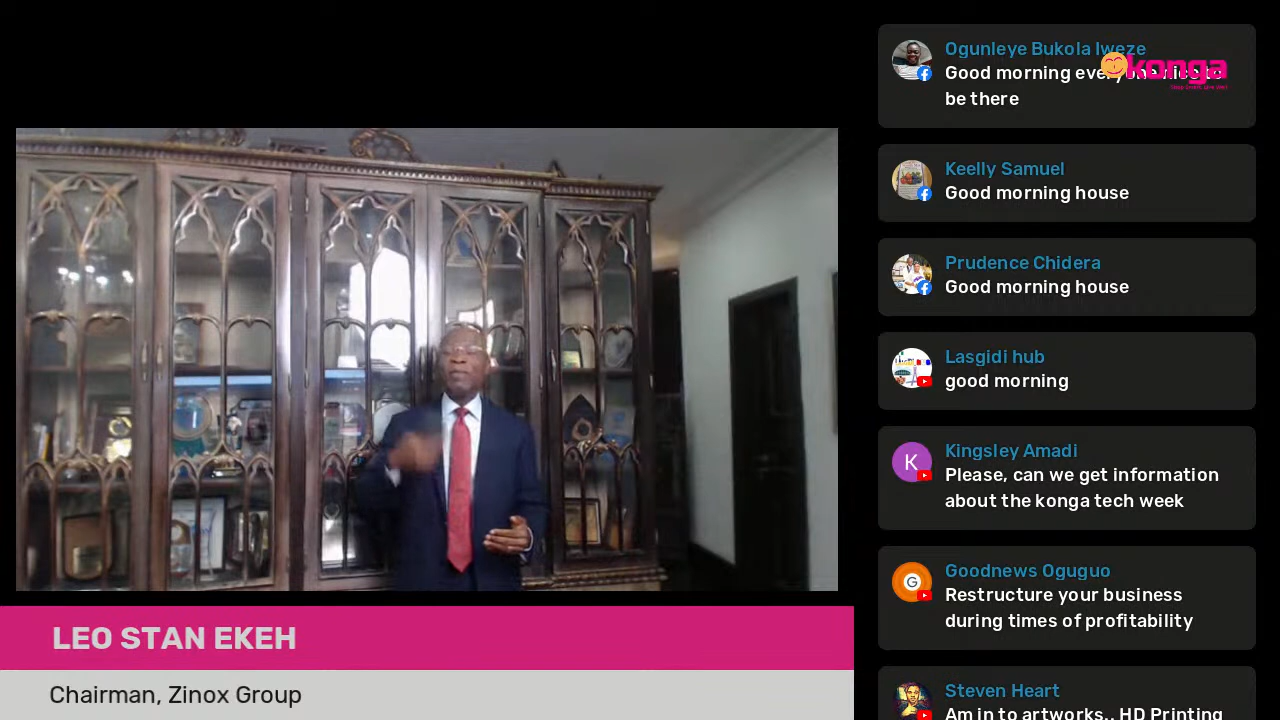 Ogunleye Bukola Iweze
Good morning everyone nice to
be there
konga
Keelly Samuel
Good morning house
Prudence Chidera
Good morning house
Lasgidi hub
good morning
K
Kingsley Amadi
Please, can we get information
about the konga tech week
G
Goodnews Oguguo
Restructure your business
during times of profitability
Steven Heart
Am in to artworks.. HD Printing
LEO STAN EKEH
Chairman, Zinox Group